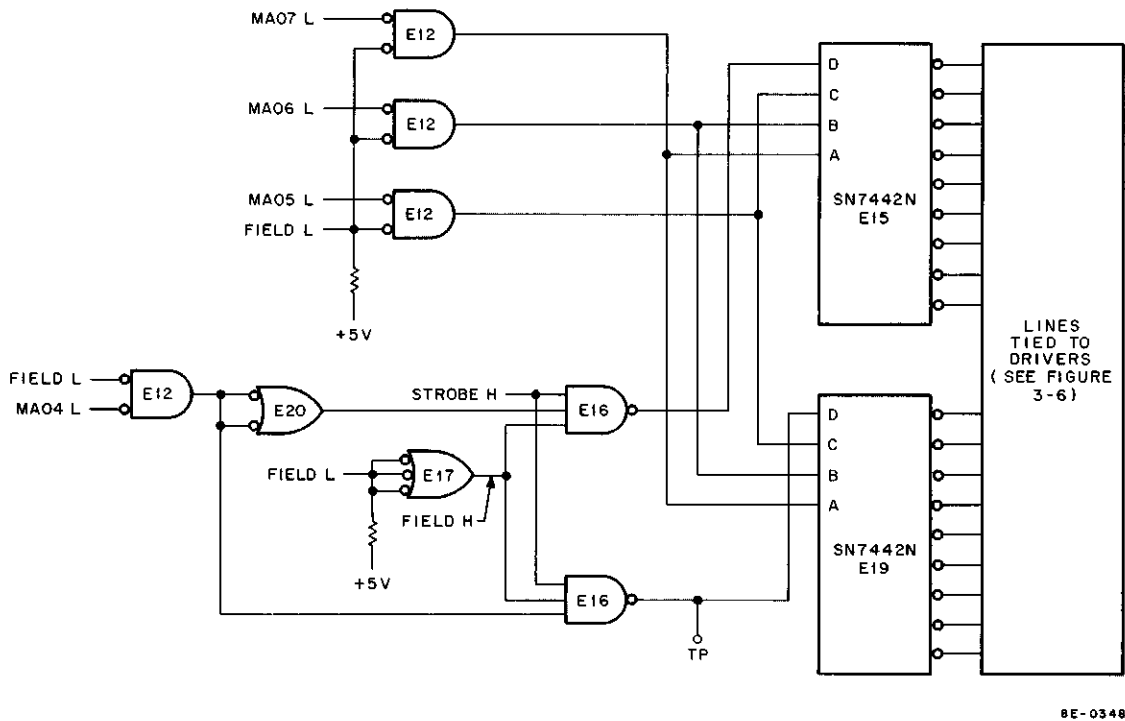 MA07 L
E12
MA06 L
E12
MA05 L
E12
FIELD L
+5V
D
C
B
A
SN7442N
E15
LINES
TIED TO
DRIVERS
( SEE FIGURE
3-6)
FIELD L
MA04 L
E12
E20
STROBE H
E16
FIELD L
E17
FIELD H
+5V
E16
TP
D
C
B
A
SN7442N
E19
8E-0348